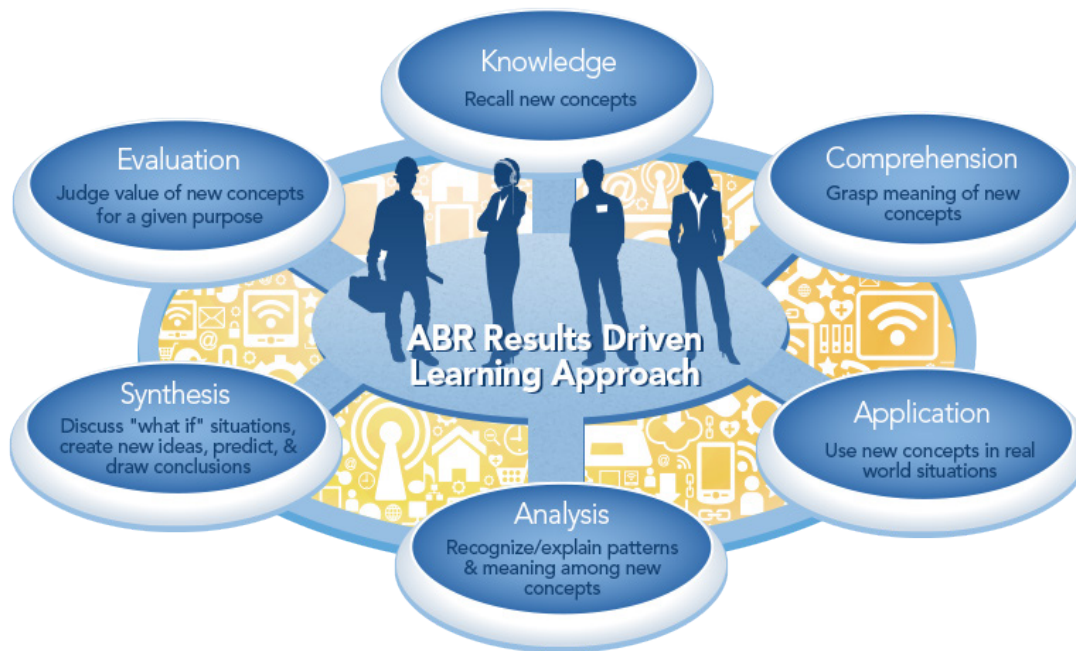 Knowledge
Recall new concepts
Comprehension
Grasp meaning of new
concepts
Application
Use new concepts in real
world situations
Analysis
Recognize/explain patterns
& meaning among new
concepts
Synthesis
Discuss "what if" situations,
create new ideas, predict, &
draw conclusions
Evaluation
Judge value of new concepts
for a given purpose
ABR Results Driven
Learning Approach